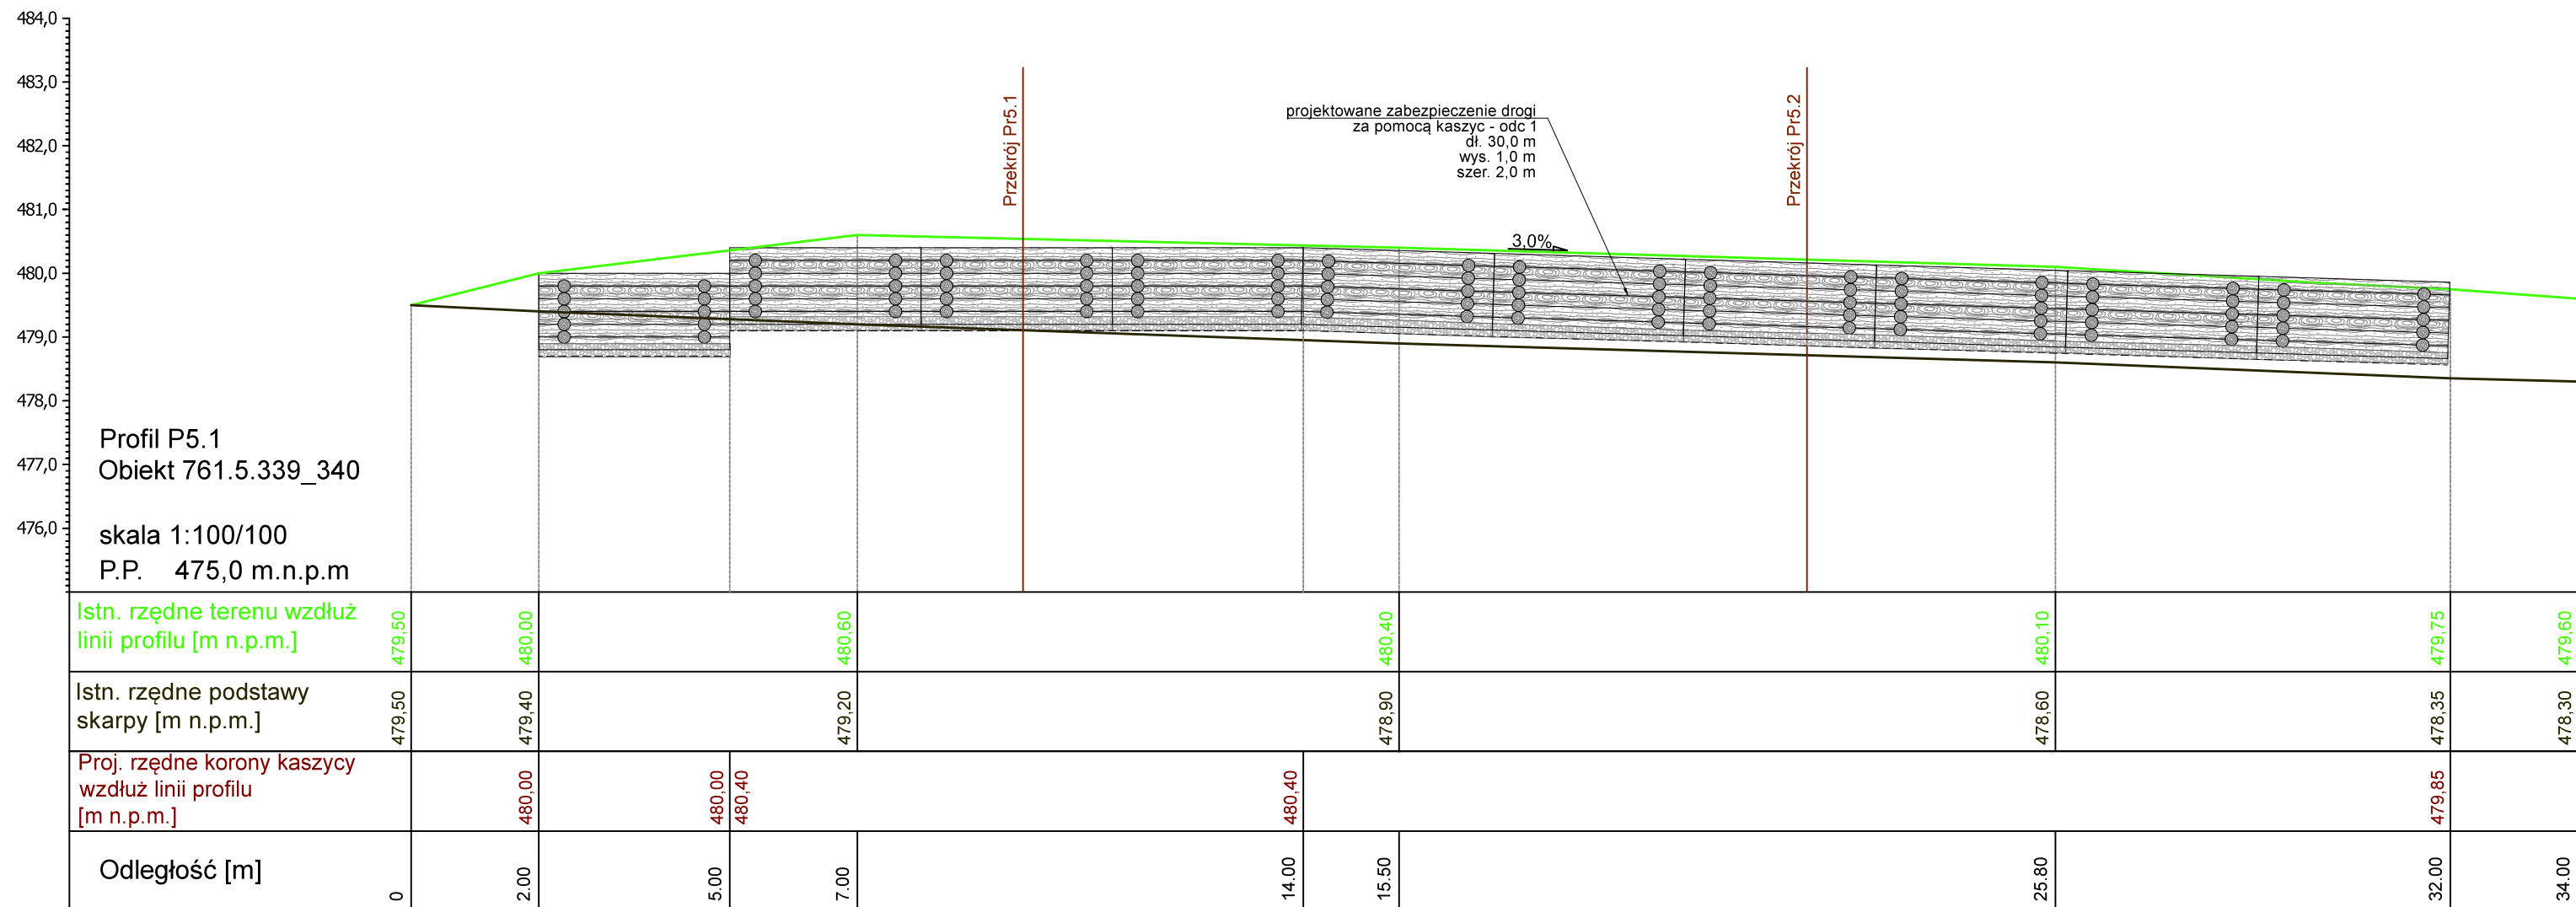 484,0
483,0
482,0
481,0
480,0
479,0
478,0
477,0
476,0
Przekrój Pr5.1
projektowane zabezpieczenie drogi
za pomocą kaszyc - odc 1
dł. 30,0 m
wys. 1,0 m
szer. 2,0 m
Przekrój Pr5.2
3,0%
Profil P5.1
Obiekt 761.5.339_340
skala 1:100/100
P.P. 475,0 m.n.p.m
Istn. rzędne terenu wzdłuż
linii profilu [m n.p.m.]
479,50
480,00
480,60
480,40
480,10
479,75
479,60
Istn. rzędne podstawy
skarpy [m n.p.m.]
479,50
479,40
479,20
478,90
478,60
478,35
478,30
Proj. rzędne korony kaszycy
wzdłuż linii profilu
[m n.p.m.]
480,00
480,00
480,40
480,40
479,85
Odległość [m]
0
2.00
5.00
7.00
14.00
15.50
25.80
32.00
34.00